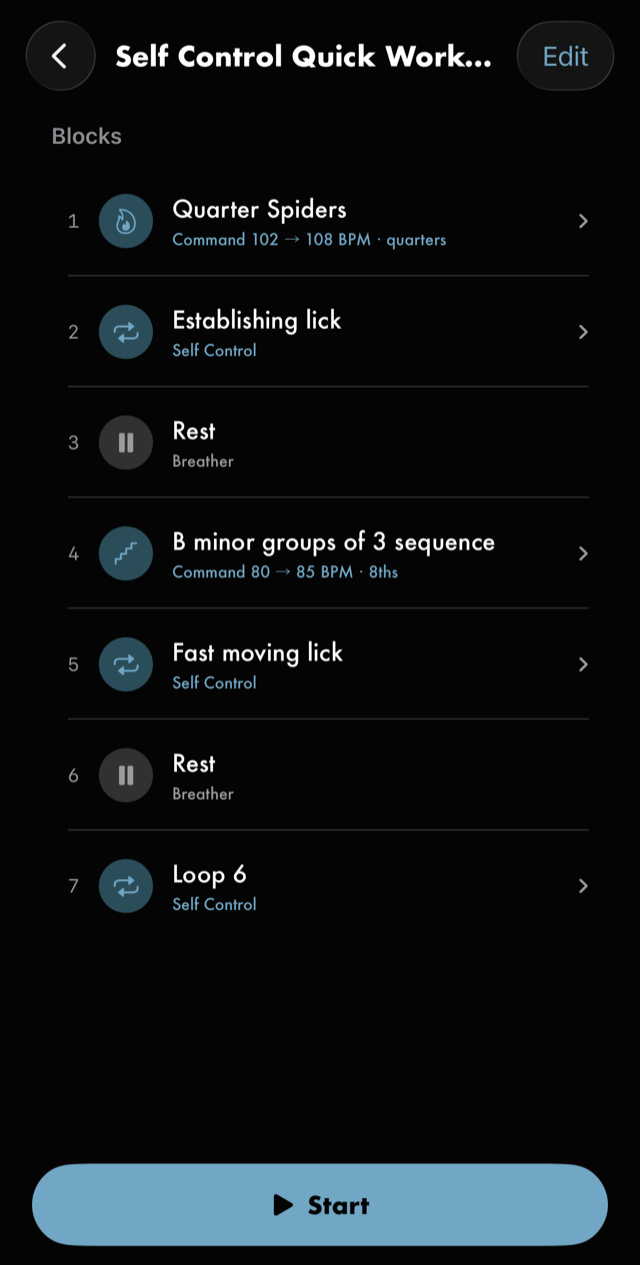 Self Control Quick Work...
Edit
Blocks
1
Quarter Spiders
Command 102 → 108 BPM · quarters
2
Establishing lick
Self Control
3
Rest
Breather
4
B minor groups of 3 sequence
Command 80 → 85 BPM · 8ths
5
Fast moving lick
Self Control
6
Rest
Breather
7
Loop 6
Self Control
Start